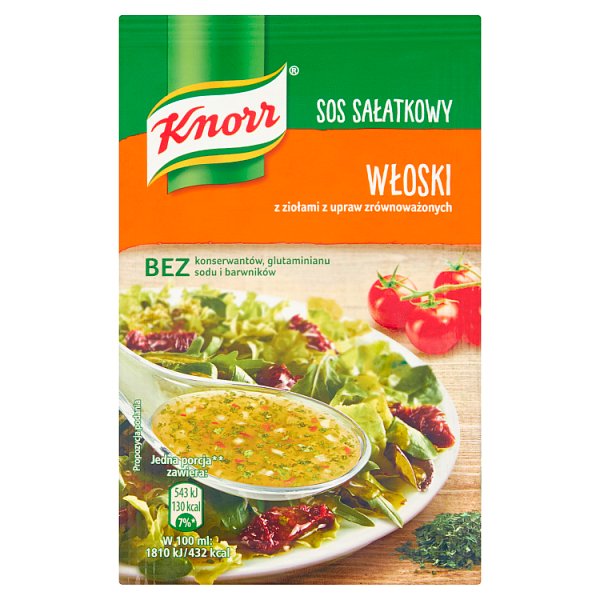 Knorr®
SOS SAŁATKOWY
WŁOSKI
z ziołami z upraw zrównoważonych
BEZ konserwantów, glutaminianu
sodu i barwników
Propozycja podania
Jedna porcja**
zawiera:
543 kJ
130 kcal
7%*
W 100 ml:
1810 kJ/432 kcal